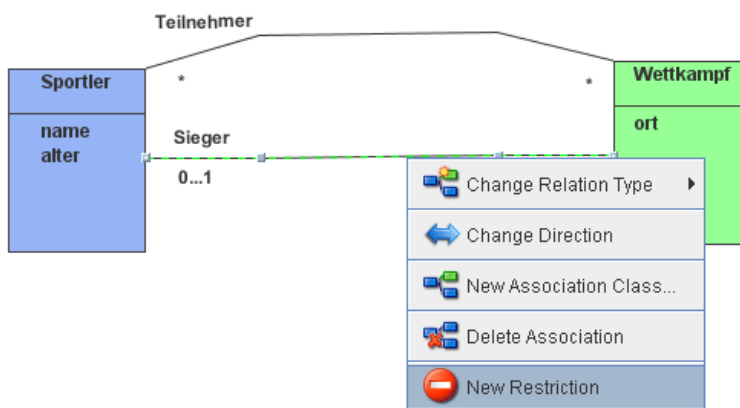 Teilnehmer
Sportler
*
*
Wettkampf
name
alter
ort
Sieger
0...1
Change Relation Type
Change Direction
New Association Class...
Delete Association
New Restriction